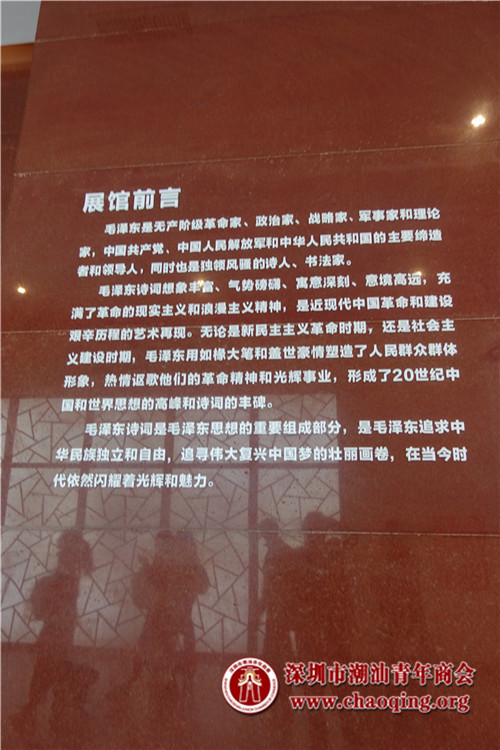 展馆前言
毛泽东是无产阶级革命家、政治家、战略家、军事家和理论
家，中国共产党、中国人民解放军和中华人民共和国的主要缔造
者和领导人，同时也是独领风骚的诗人、书法家。
毛泽东诗词想象丰富、气势磅礴、寓意深刻、意境高远，充
满了革命的现实主义和浪漫主义精神，是近现代中国革命和建设
艰辛历程的艺术再现。无论是新民主主义革命时期，还是社会主
义建设时期，毛泽东用如椽大笔和盖世豪情塑造了人民群众群体
形象，热情讴歌他们的革命精神和光辉事业，形成了20世纪中
国和世界思想的高峰和诗词的丰碑。
毛泽东诗词是毛泽东思想的重要组成部分，是毛泽东追求中
华民族独立和自由，追寻伟大复兴中国梦的壮丽画卷，在当今时
代依然闪耀着光辉和魅力。
深圳市潮汕青年商会
www.chaoqing.org